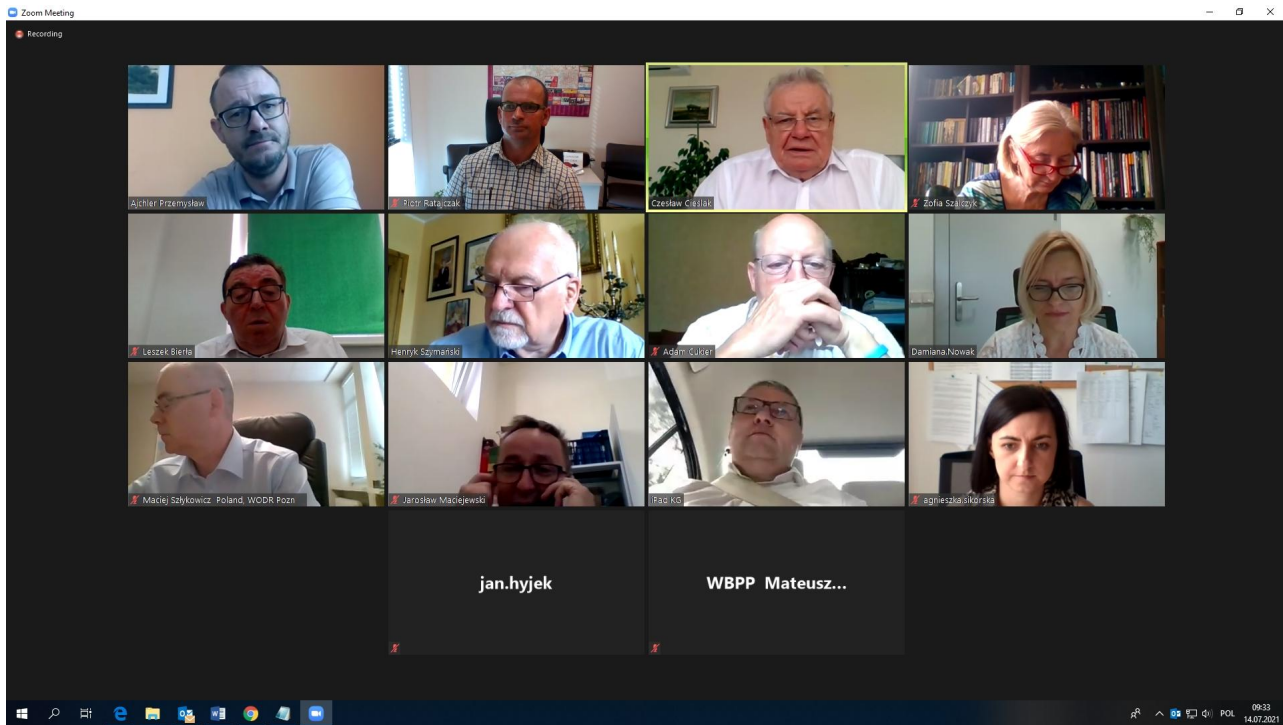 Zoom Meeting
Recording
Ajchler Przemysław
Piotr Ratajczak
Czesław Cieślak
Zofia Szalczyk
Leszek Bierła
Henryk Szymański
Adam Cukier
Damiana.Nowak
Maciej Szłykowicz Poland, WODR Pozn
Jarosław Maciejewski
iPad KG
agnieszka.sikorska
jan.hyjek
WBPP Mateusz...
POL
09:33
14.07.2021